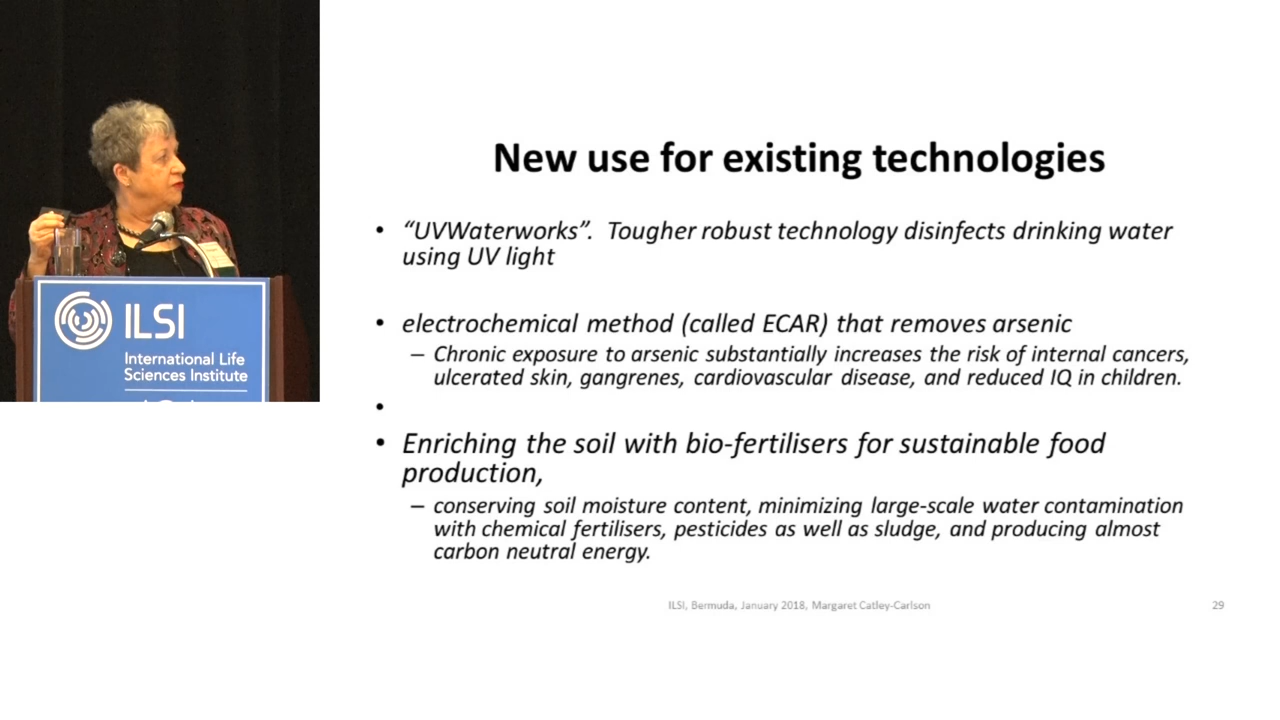 ILSI
International Life
Sciences Institute
New use for existing technologies
• “UVWaterworks”. Tougher robust technology disinfects drinking water
using UV light
• electrochemical method (called ECAR) that removes arsenic
– Chronic exposure to arsenic substantially increases the risk of internal cancers,
ulcerated skin, gangrenes, cardiovascular disease, and reduced IQ in children.
•
• Enriching the soil with bio-fertilisers for sustainable food
production,
– conserving soil moisture content, minimizing large-scale water contamination
with chemical fertilisers, pesticides as well as sludge, and producing almost
carbon neutral energy.
ILSI, Bermuda, January 2018, Margaret Catley-Carlson
29